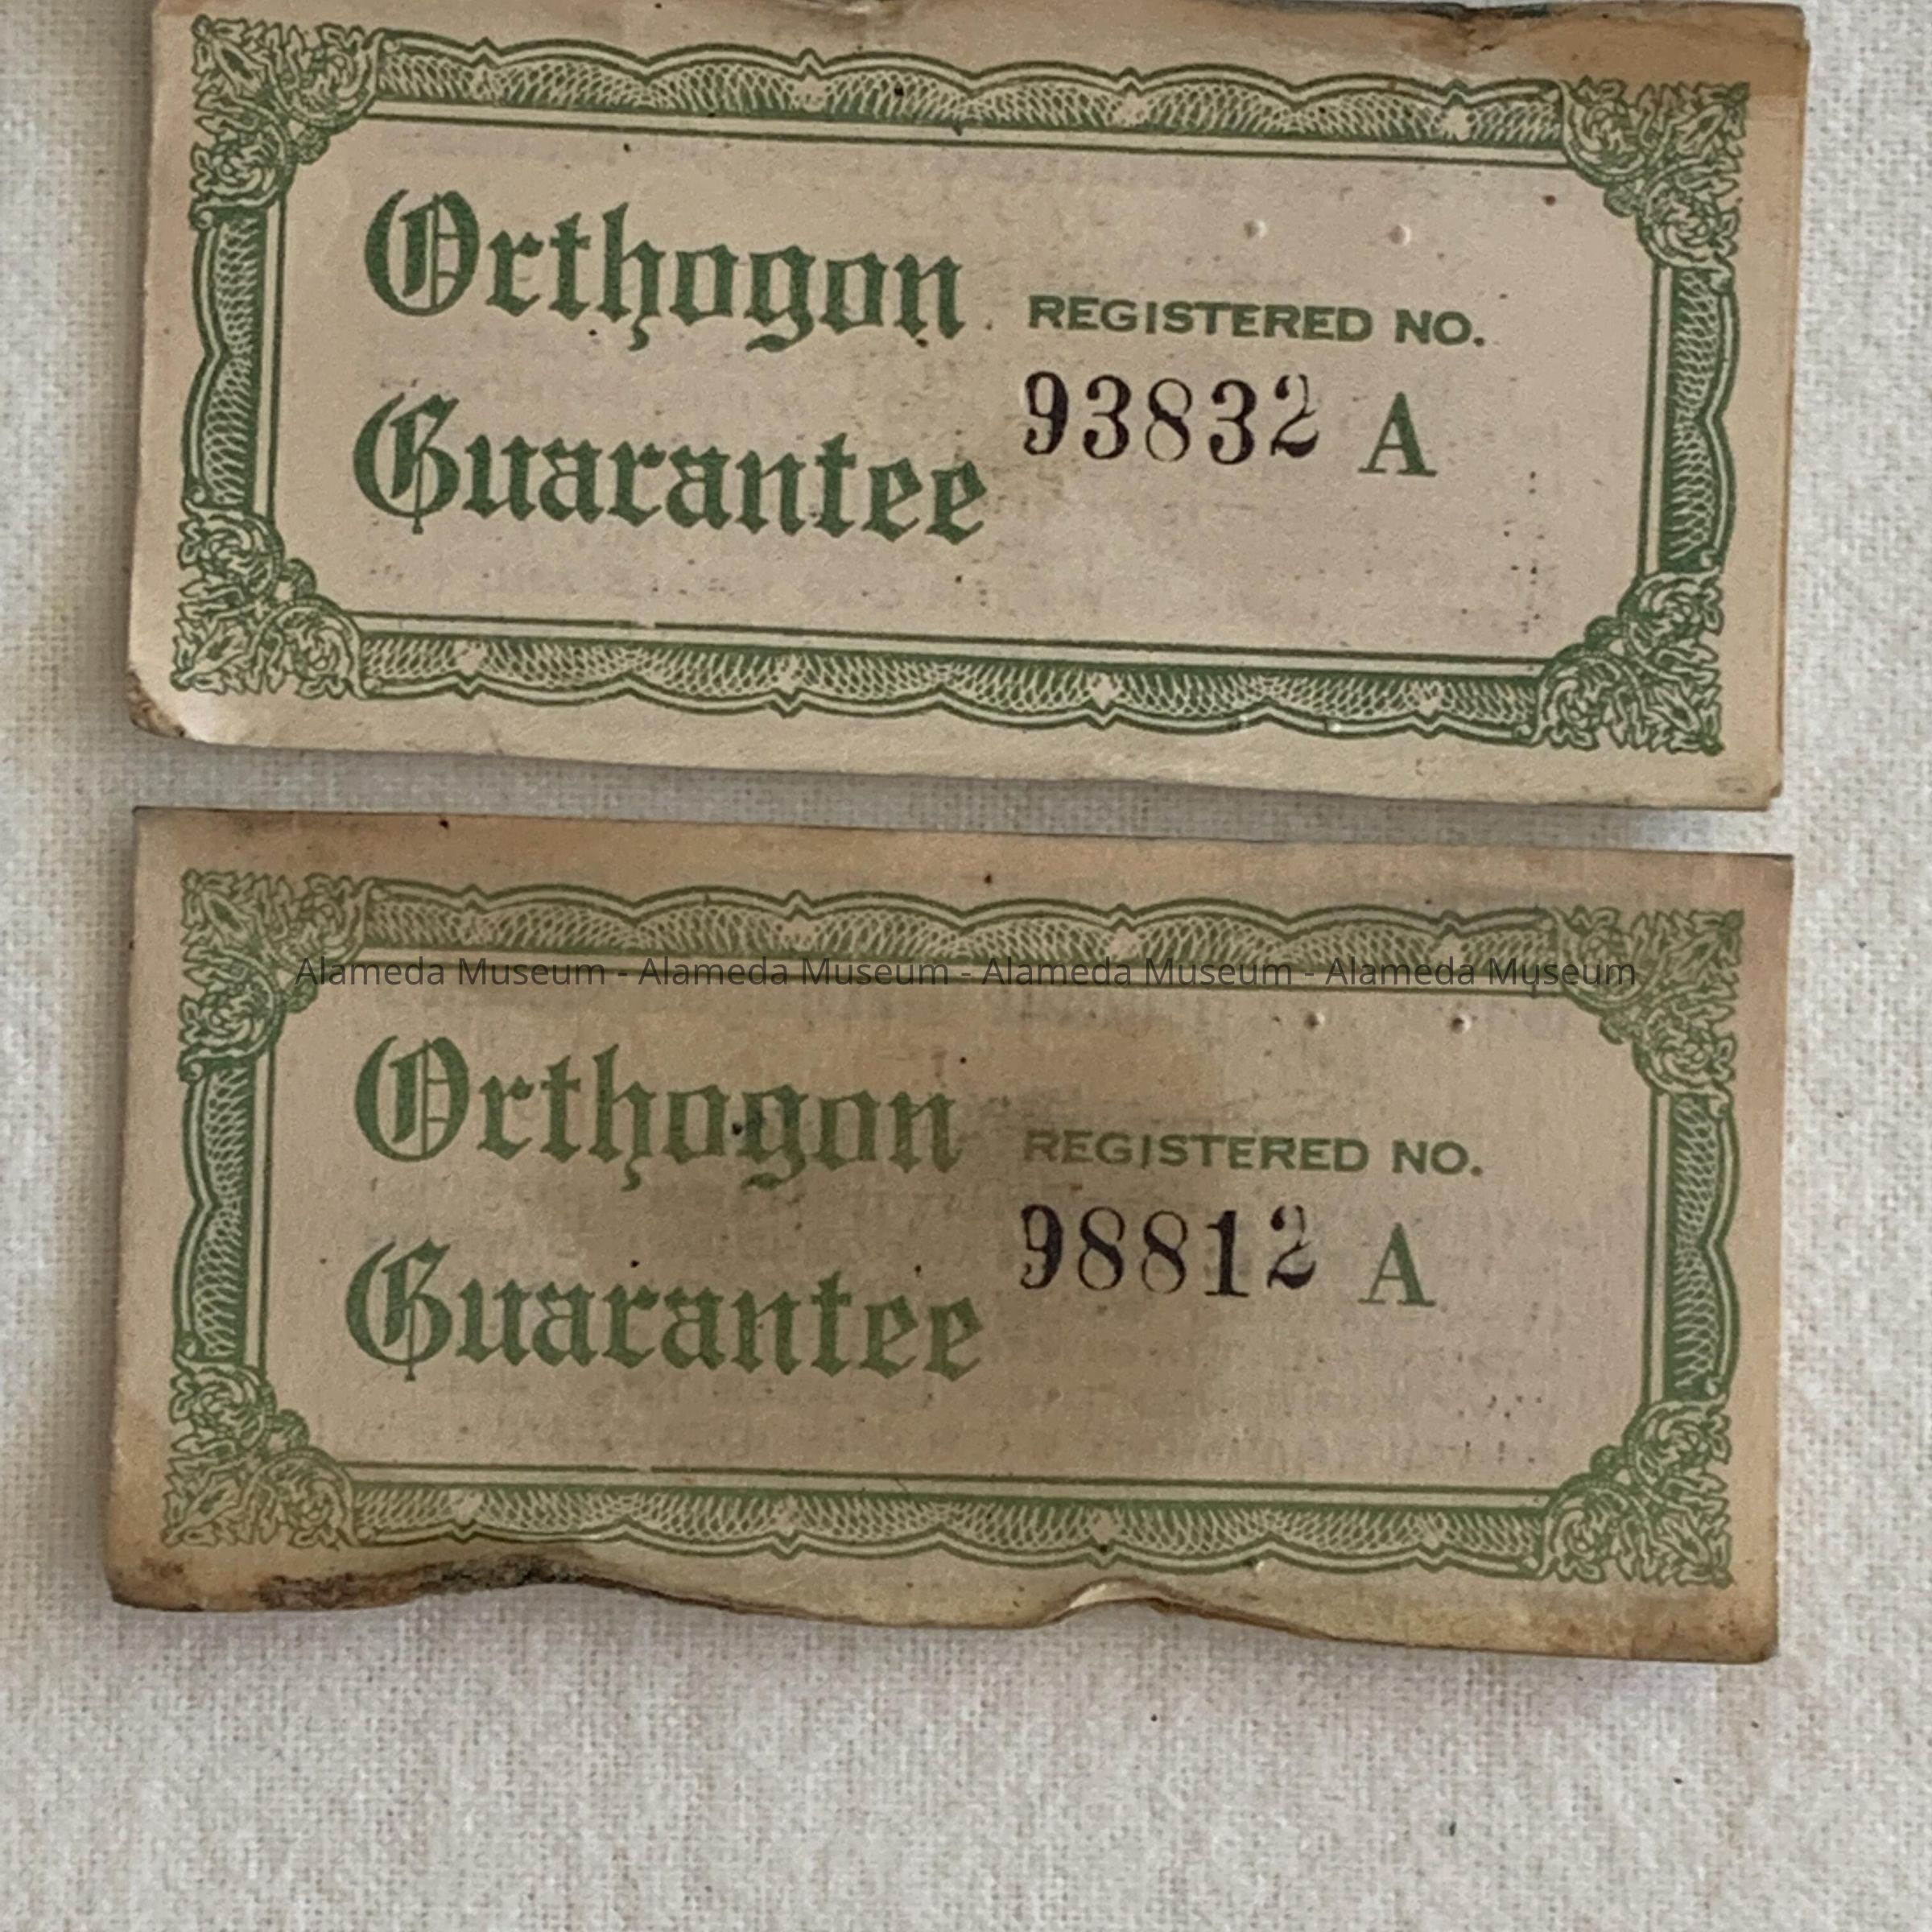 Orthogon
Guarantee
REGISTERED NO.
93832 A
Alameda Museum - Alameda Museum - Alameda Museum - Alameda Museum
Orthogon
Guarantee
REGISTERED NO.
98812 A